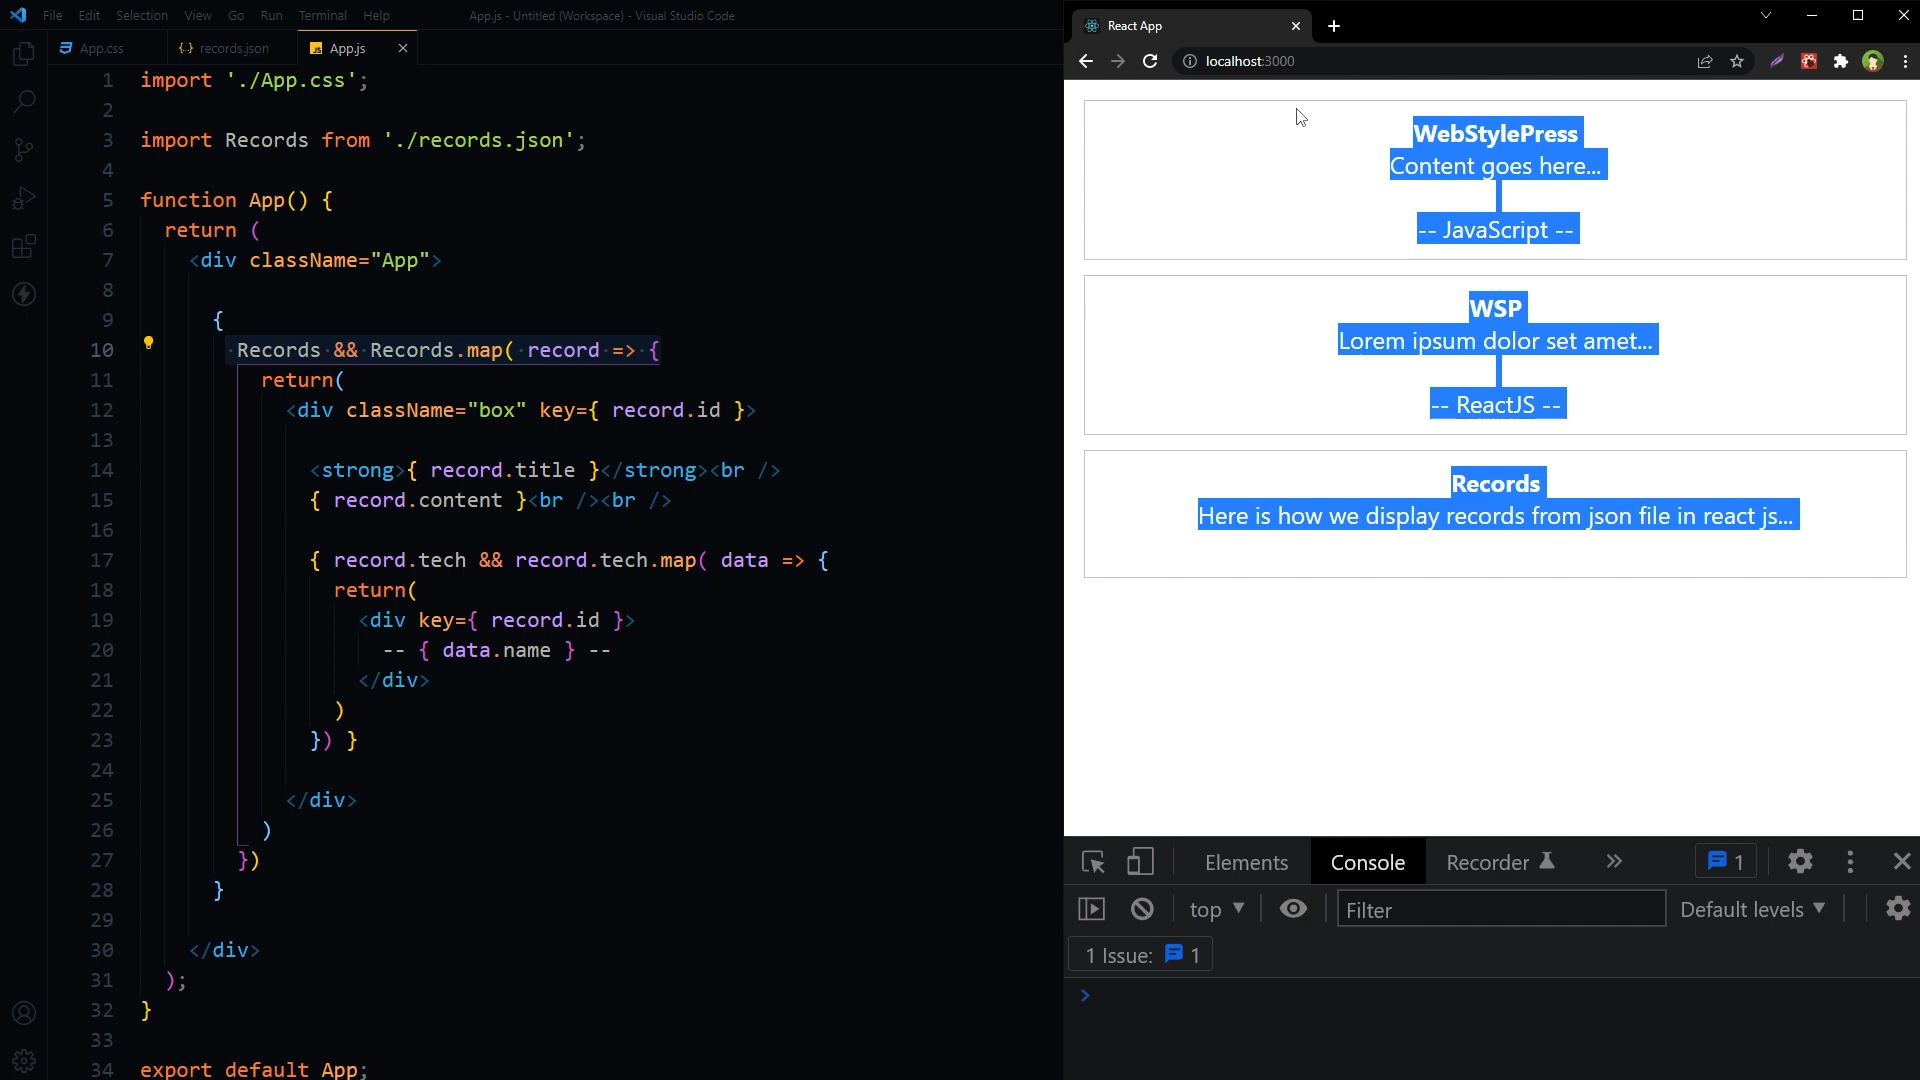 File Edit Selection View Go Run Terminal Help App.js - Untitled (Workspace) - Visual Studio Code
App.css records.json App.js
1 import './App.css';
2
3 import Records from './records.json';
4
5 function App() {
6 return (
7 <div className="App">
8
9 {
10 Records && Records.map( record => {
11 return(
12 <div className="box" key={ record.id }>
13
14 <strong>{ record.title }</strong><br />
15 { record.content }<br /><br />
16
17 { record.tech && record.tech.map( data => {
18 return(
19 <div key={ record.id }>
20 -- { data.name } --
21 </div>
22 )
23 }) }
24
25 </div>
26 )
27 })
28 }
29
30 </div>
31 );
32 }
33
34 export default App;
React App
localhost:3000
WebStylePress
Content goes here...
-- JavaScript --
WSP
Lorem ipsum dolor set amet...
-- ReactJS --
Records
Here is how we display records from json file in react js...
Elements Console Recorder 1
top Filter Default levels
1 Issue: 1